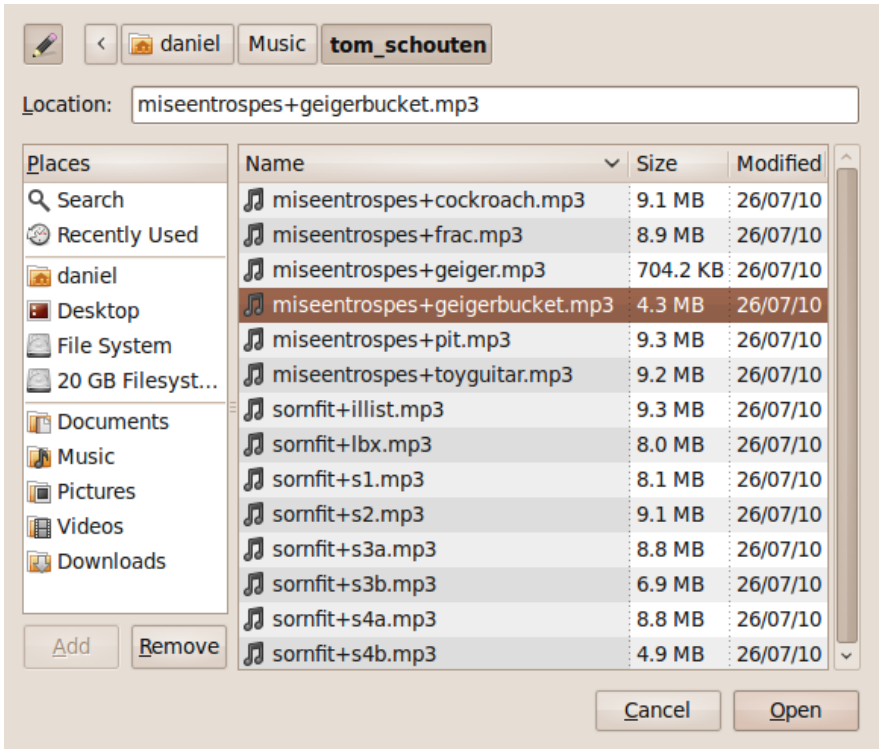 daniel Music tom_schouten
Location: miseentrospes+geigerbucket.mp3
Places
Search
Recently Used
daniel
Desktop
File System
20 GB Filesyst...
Documents
Music
Pictures
Videos
Downloads
Add Remove
Name Size Modified
miseentrospes+cockroach.mp3 9.1 MB 26/07/10
miseentrospes+frac.mp3 8.9 MB 26/07/10
miseentrospes+geiger.mp3 704.2 KB 26/07/10
miseentrospes+geigerbucket.mp3 4.3 MB 26/07/10
miseentrospes+pit.mp3 9.3 MB 26/07/10
miseentrospes+toyguitar.mp3 9.2 MB 26/07/10
sornfit+illist.mp3 9.3 MB 26/07/10
sornfit+lbx.mp3 8.0 MB 26/07/10
sornfit+s1.mp3 8.1 MB 26/07/10
sornfit+s2.mp3 9.1 MB 26/07/10
sornfit+s3a.mp3 8.8 MB 26/07/10
sornfit+s3b.mp3 6.9 MB 26/07/10
sornfit+s4a.mp3 8.8 MB 26/07/10
sornfit+s4b.mp3 4.9 MB 26/07/10
Cancel Open